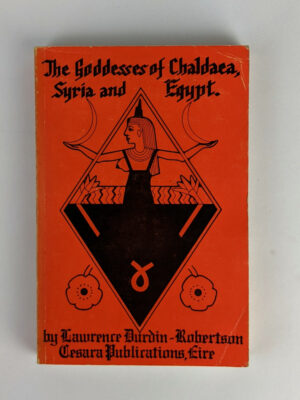 The Goddesses of Chaldaea,
Syria and Egypt.
by Lawrence Durdin-Robertson
Cesara Publications, Eire